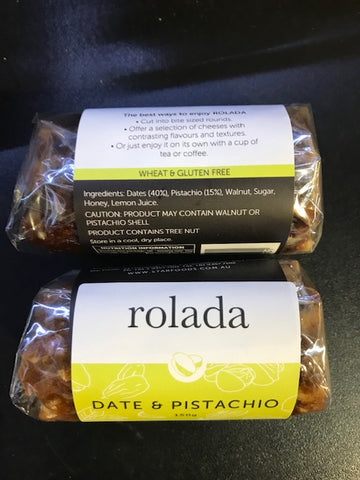 The best ways to enjoy ROLADA
• Cut into bite sized rounds.
• Offer a selection of cheeses with
contrasting flavours and textures.
• Or just enjoy it on its own with a cup of
tea or coffee.
WHEAT & GLUTEN FREE
Ingredients: Dates (40%), Pistachio (15%), Walnut, Sugar,
Honey, Lemon Juice.
CAUTION: PRODUCT MAY CONTAIN WALNUT OR
PISTACHIO SHELL
PRODUCT CONTAINS TREE NUT
Store in a cool, dry place.
NUTRITION INFORMATION
WWW.STARFOODS.COM.AU
rolada
DATE & PISTACHIO
150g